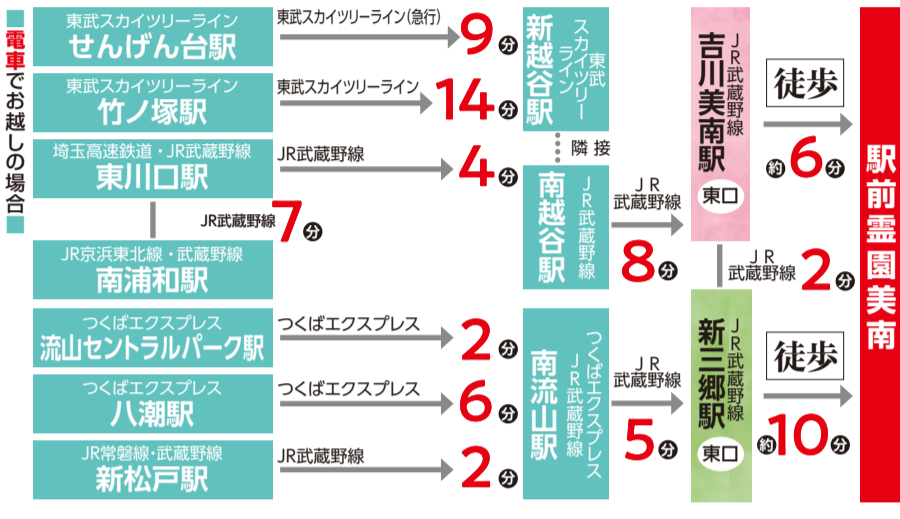 ■電車でお越しの場合■
東武スカイツリーライン
せんげん台駅
東武スカイツリーライン(急行)
9分
東武スカイツリーライン
竹ノ塚駅
東武スカイツリーライン
14分
埼玉高速鉄道・JR武蔵野線
東川口駅
JR武蔵野線
4分
JR武蔵野線
7分
JR京浜東北線・武蔵野線
南浦和駅
つくばエクスプレス
流山セントラルパーク駅
つくばエクスプレス
2分
つくばエクスプレス
八潮駅
つくばエクスプレス
6分
JR常磐線・武蔵野線
新松戸駅
JR武蔵野線
2分
東武
スカイツリー
ライン
新越谷駅
隣接
JR武蔵野線
南越谷駅
JR
武蔵野線
8分
つくばエクスプレス
JR武蔵野線
南流山駅
JR
武蔵野線
5分
JR武蔵野線
吉川美南駅
東口
徒歩
約6分
JR
武蔵野線
2分
JR武蔵野線
新三郷駅
東口
徒歩
約10分
駅前霊園美南